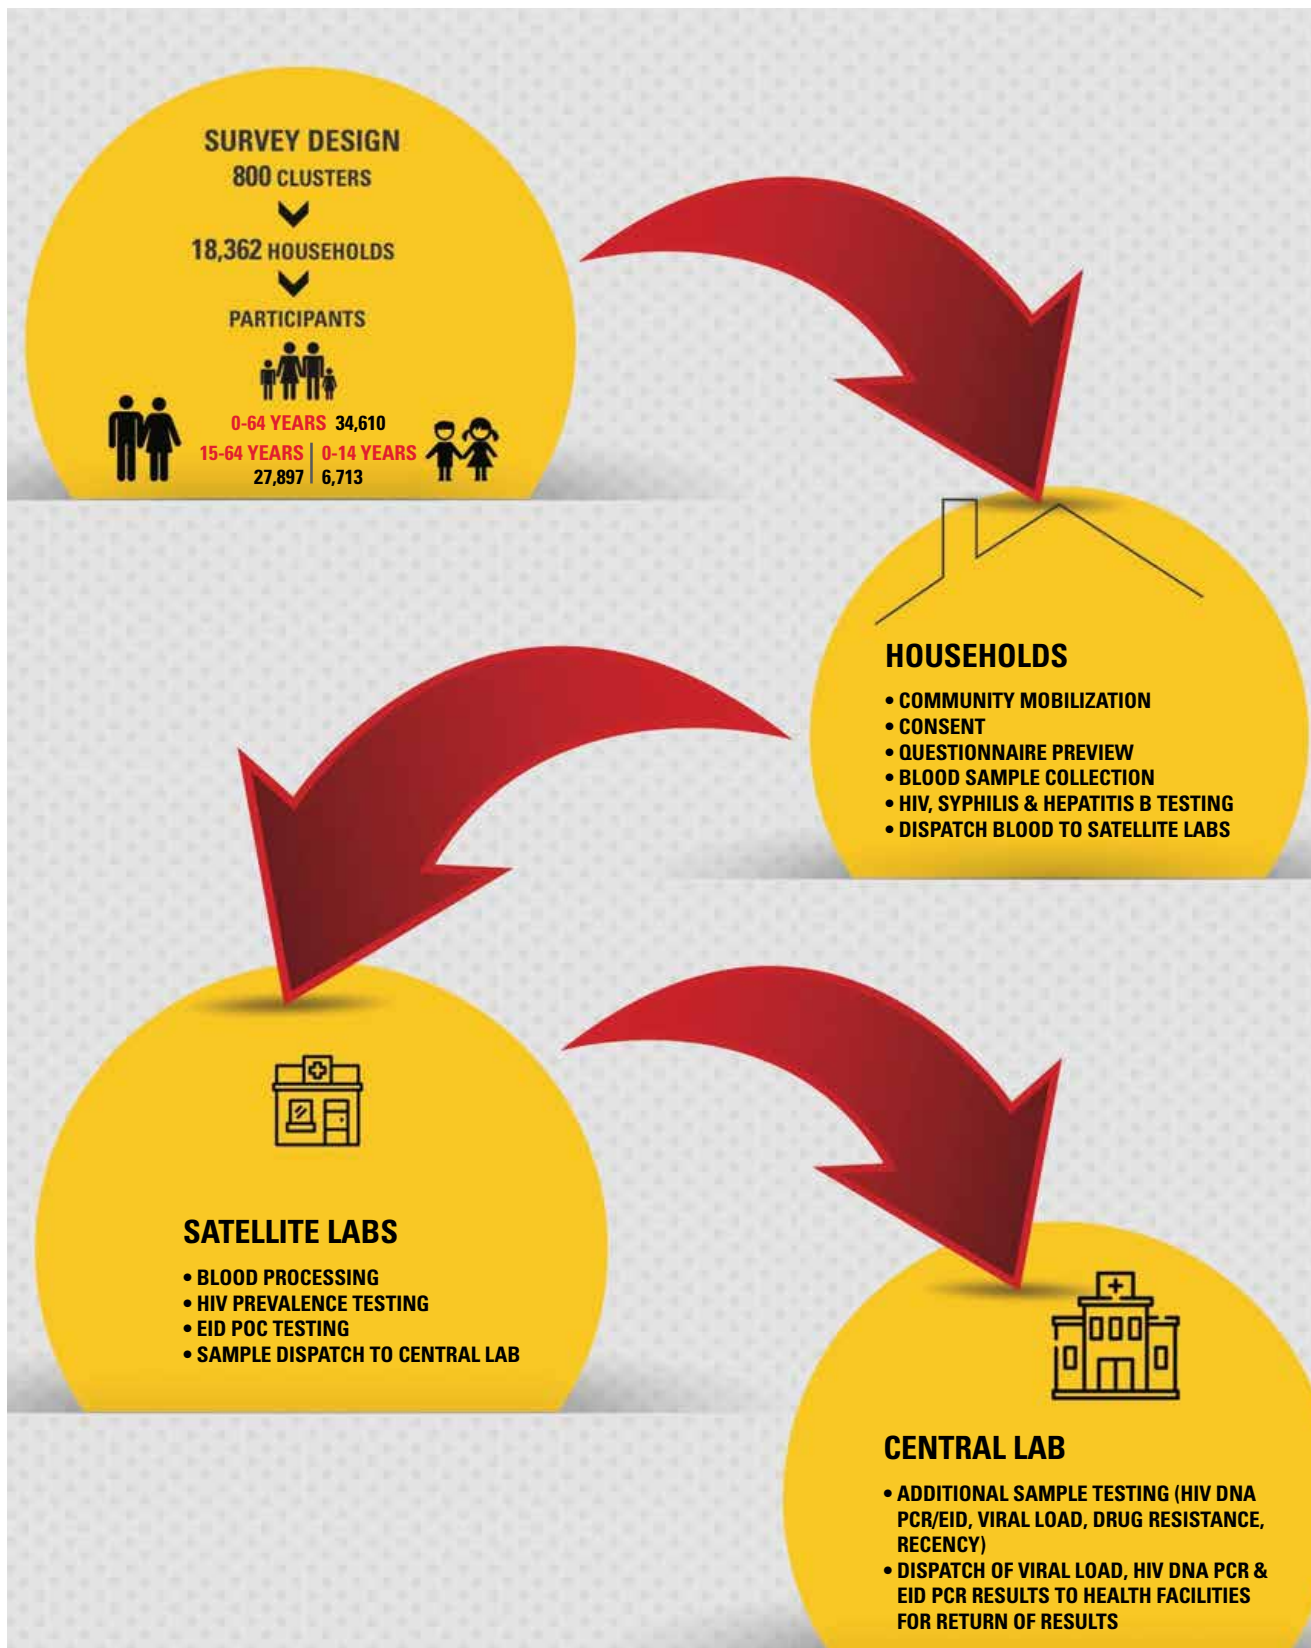 SURVEY DESIGN
800 CLUSTERS
18,362 HOUSEHOLDS
PARTICIPANTS
0-64 YEARS 34,610
15-64 YEARS | 0-14 YEARS
27,897 | 6,713
HOUSEHOLDS
• COMMUNITY MOBILIZATION
• CONSENT
• QUESTIONNAIRE PREVIEW
• BLOOD SAMPLE COLLECTION
• HIV, SYPHILIS & HEPATITIS B TESTING
• DISPATCH BLOOD TO SATELLITE LABS
SATELLITE LABS
• BLOOD PROCESSING
• HIV PREVALENCE TESTING
• EID POC TESTING
• SAMPLE DISPATCH TO CENTRAL LAB
CENTRAL LAB
• ADDITIONAL SAMPLE TESTING (HIV DNA
PCR/EID, VIRAL LOAD, DRUG RESISTANCE,
RECENCY)
• DISPATCH OF VIRAL LOAD, HIV DNA PCR &
EID PCR RESULTS TO HEALTH FACILITIES
FOR RETURN OF RESULTS